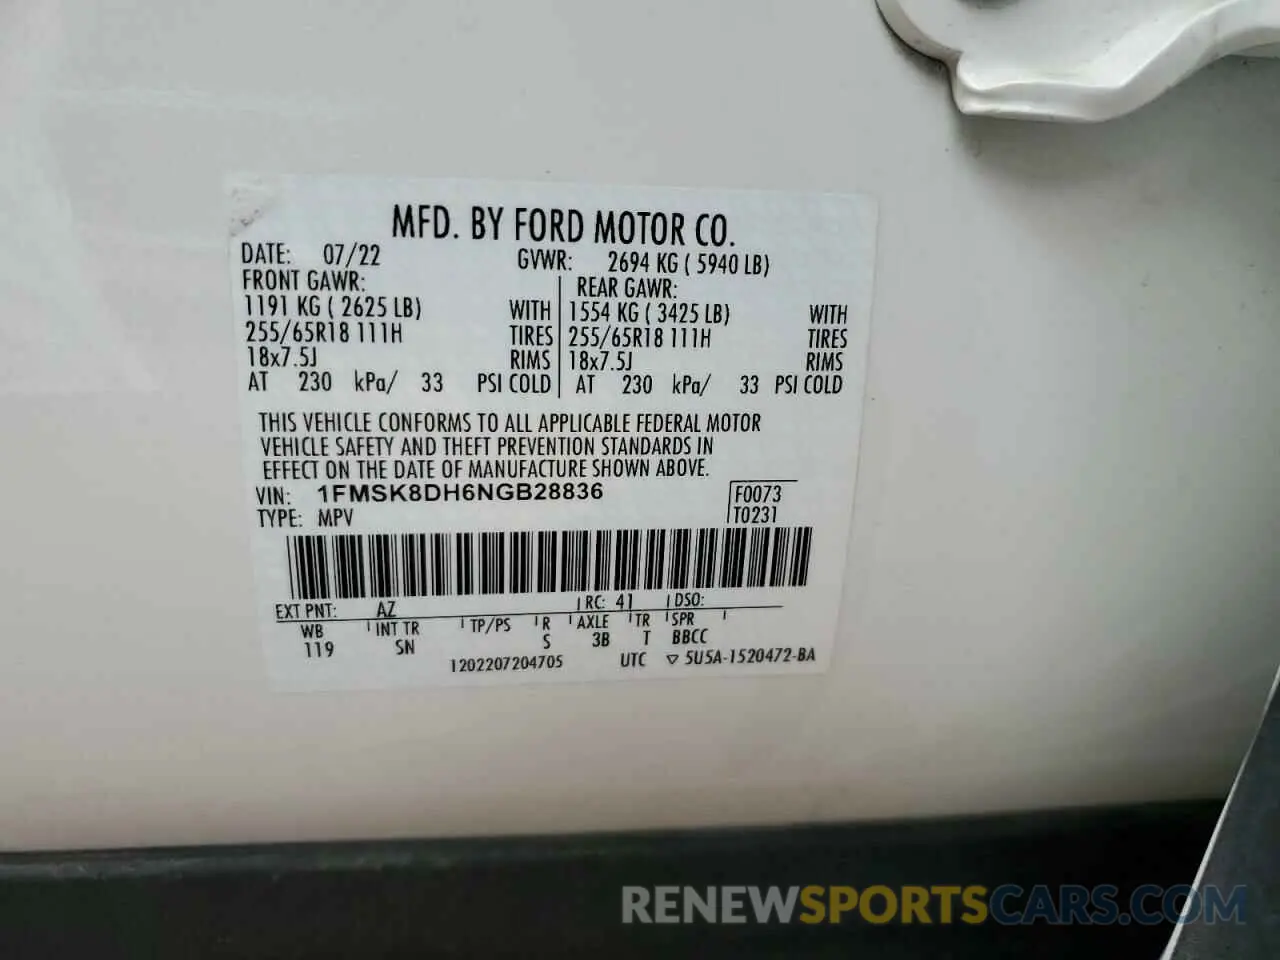 MFD. BY FORD MOTOR CO.
DATE: 07/22 GVWR: 2694 KG ( 5940 LB)
FRONT GAWR: REAR GAWR:
1191 KG ( 2625 LB) WITH 1554 KG ( 3425 LB) WITH
255/65R18 111H TIRES 255/65R18 111H TIRES
18x7.5J RIMS 18x7.5J RIMS
AT 230 kPa/ 33 PSI COLD AT 230 kPa/ 33 PSI COLD
THIS VEHICLE CONFORMS TO ALL APPLICABLE FEDERAL MOTOR
VEHICLE SAFETY AND THEFT PREVENTION STANDARDS IN
EFFECT ON THE DATE OF MANUFACTURE SHOWN ABOVE.
VIN: 1FMSK8DH6NGB28836 F0073
TYPE: MPV T0231
EXT PNT: AZ RC: 41 DSO:
WB INT TR TP/PS R AXLE TR SPR
119 SN S 3B T BBCC
1202207204705 UTC ▽ 5U5A-1520472-BA
RENEWSPORTSCARS.COM